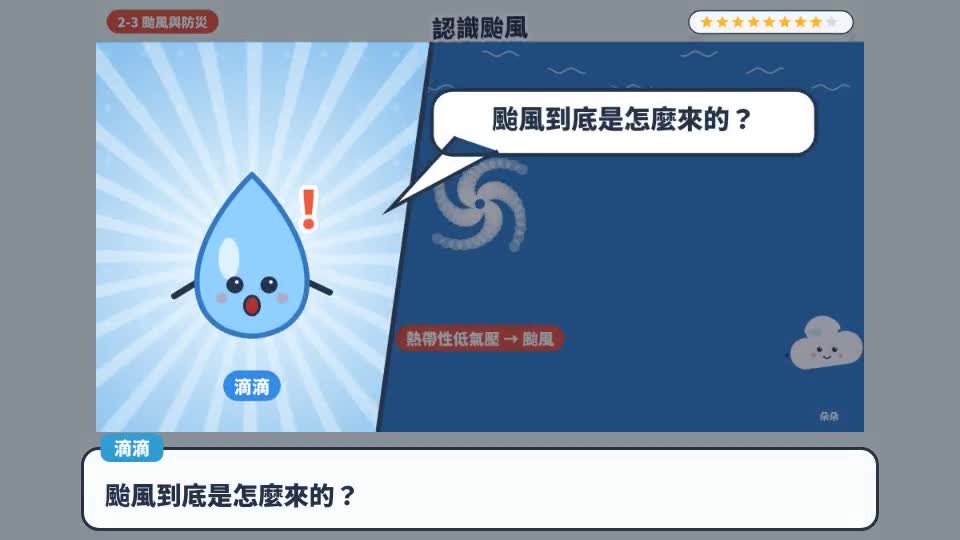 2-3 颱風與防災
認識颱風
颱風到底是怎麼來的？
熱帶性低氣壓 → 颱風
滴滴
朵朵
滴滴
颱風到底是怎麼來的？